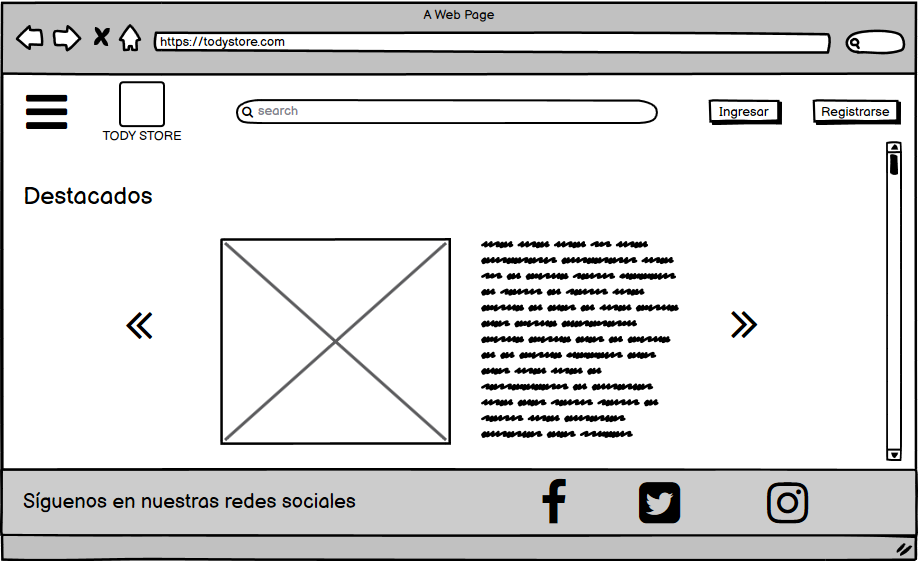 A Web Page
https://todystore.com
TODY STORE
search
Ingresar
Registrarse
Destacados
Síguenos en nuestras redes sociales